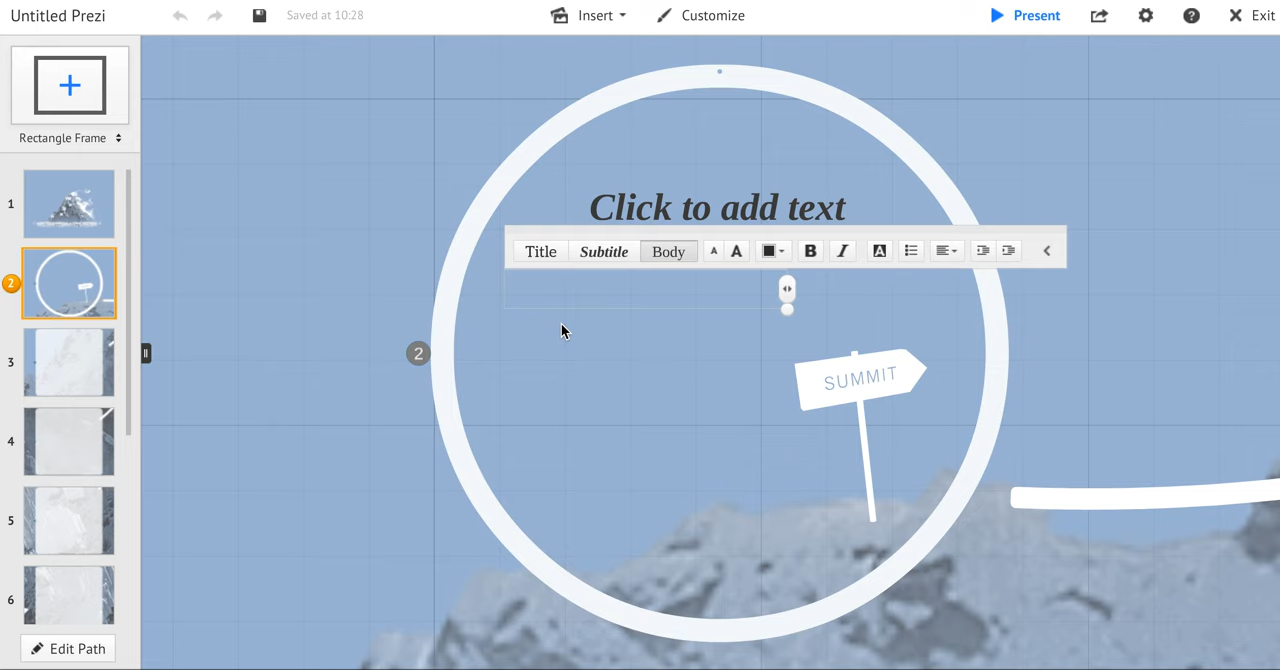 Untitled Prezi
Saved at 10:28
Insert
Customize
Present
Exit
Rectangle Frame
1
2
3
4
5
6
Edit Path
Click to add text
Title
Subtitle
Body
A
A
B
I
A
2
SUMMIT